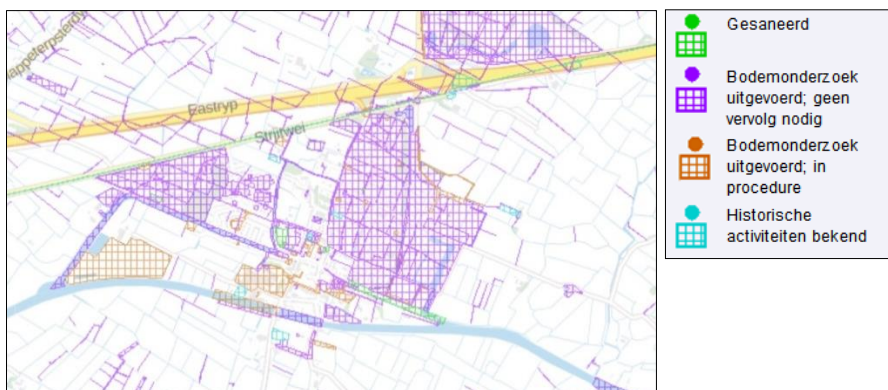 Eastryp
Strjitwei
Gesaneerd
Bodemonderzoek
uitgevoerd; geen
vervolg nodig
Bodemonderzoek
uitgevoerd; in
procedure
Historische
activiteiten bekend